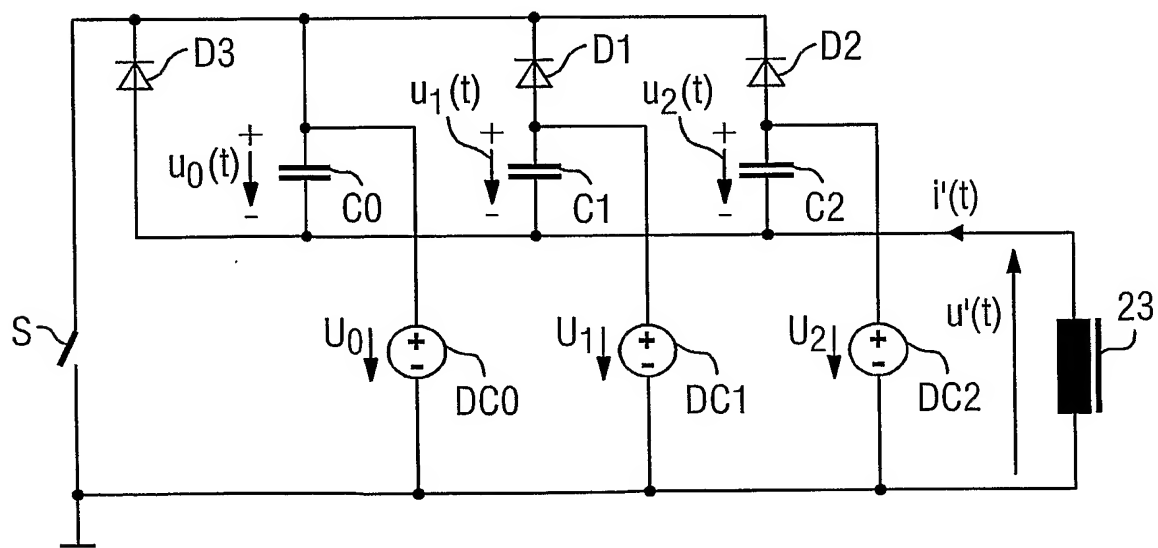 D3
D1
D2
u₁(t)
u₂(t)
+
+
+
u₀(t)
-
C0
-
C1
-
C2
i'(t)
S
U₀
+
-
DC0
U₁
+
-
DC1
U₂
+
-
DC2
u'(t)
23